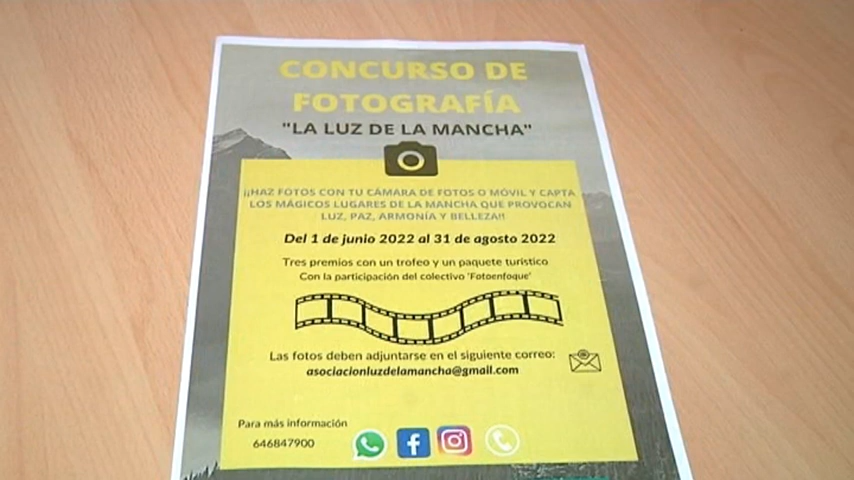 CONCURSO DE
FOTOGRAFÍA
"LA LUZ DE LA MANCHA"
¡¡HAZ FOTOS CON TU CÁMARA DE FOTOS O MÓVIL Y CAPTA
LOS MÁGICOS LUGARES DE LA MANCHA QUE PROVOCAN
LUZ, PAZ, ARMONÍA Y BELLEZA!!
Del 1 de junio 2022 al 31 de agosto 2022
Tres premios con un trofeo y un paquete turístico
Con la participación del colectivo 'Fotoenfoque'
Las fotos deben adjuntarse en el siguiente correo:
asociacionluzdelamancha@gmail.com
Para más información
646847900